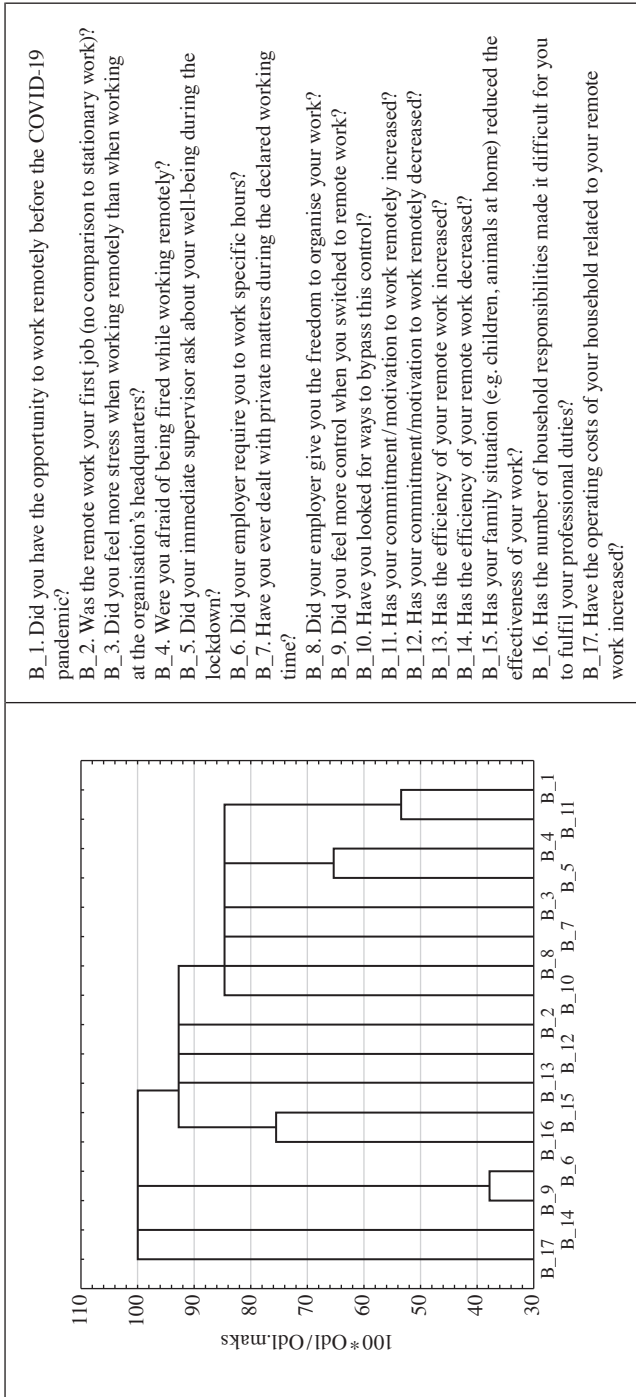 100*Odl/Odl.maks
110
100
90
80
70
60
50
40
30
B_17
B_14
B_9
B_6
B_16
B_15
B_13
B_12
B_2
B_10
B_8
B_7
B_3
B_5
B_4
B_11
B_1
B_1. Did you have the opportunity to work remotely before the COVID-19
pandemic?
B_2. Was the remote work your first job (no comparison to stationary work)?
B_3. Did you feel more stress when working remotely than when working
at the organisation's headquarters?
B_4. Were you afraid of being fired while working remotely?
B_5. Did your immediate supervisor ask about your well-being during the
lockdown?
B_6. Did your employer require you to work specific hours?
B_7. Have you ever dealt with private matters during the declared working
time?
B_8. Did your employer give you the freedom to organise your work?
B_9. Did you feel more control when you switched to remote work?
B_10. Have you looked for ways to bypass this control?
B_11. Has your commitment/motivation to work remotely increased?
B_12. Has your commitment/motivation to work remotely decreased?
B_13. Has the efficiency of your remote work increased?
B_14. Has the efficiency of your remote work decreased?
B_15. Has your family situation (e.g. children, animals at home) reduced the
effectiveness of your work?
B_16. Has the number of household responsibilities made it difficult for you
to fulfil your professional duties?
B_17. Have the operating costs of your household related to your remote
work increased?